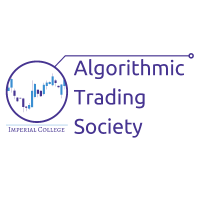 Algorithmic
Trading
Society
IMPERIAL COLLEGE